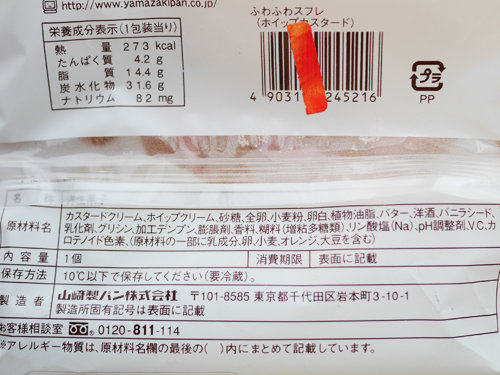 http://www.yamazakipan.co.jp/
栄養成分表示(1包装当り)
熱量 273 kcal
たんぱく質 4.2 g
脂質 14.4 g
炭水化物 31.6 g
ナトリウム 82 mg
ふわふわスフレ
(ホイップカスタード)
4 903110 245216
プラ
PP
原材料名
カスタードクリーム、ホイップクリーム、砂糖、全卵、小麦粉、卵白、植物油脂、バター、洋酒、バニラシード、
乳化剤、グリシン、加工デンプン、膨脹剤、香料、糊料(増粘多糖類)、リン酸塩(Na)、pH調整剤、V.C、カ
ロテノイド色素、(原材料の一部に乳成分、卵、小麦、オレンジ、大豆を含む)
内容量 1個 消費期限 表面に記載
保存方法 10℃以下で保存してください(要冷蔵)。
製造者 山崎製パン株式会社 〒101-8585 東京都千代田区岩本町3-10-1
製造所固有記号は表面に記載
お客様相談室 0120-811-114
※アレルギー物質は、原材料名欄の最後の( )内にまとめて記載しています。